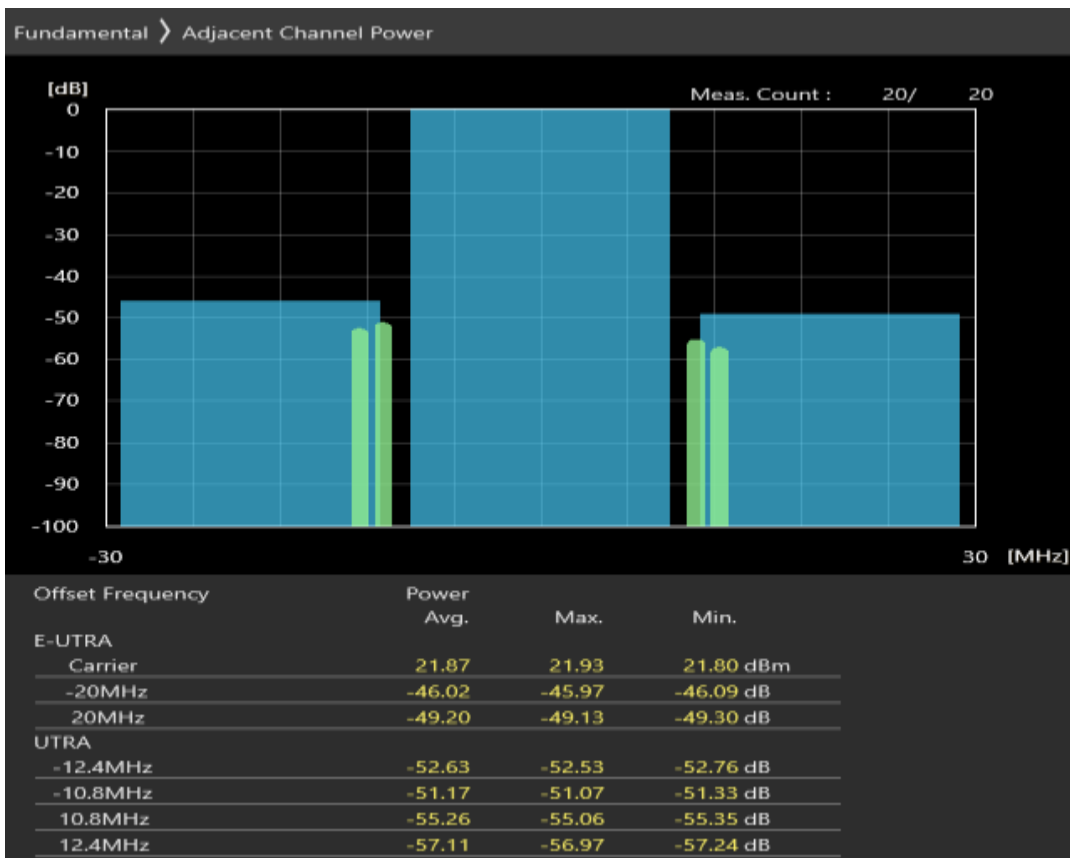 Fundamental 〉 Adjacent Channel Power
[dB]
Meas. Count : 20/ 20
0
-10
-20
-30
-40
-50
-60
-70
-80
-90
-100
-30 30 [MHz]
Offset Frequency Power
Avg. Max. Min.
E-UTRA
Carrier 21.87 21.93 21.80 dBm
-20MHz -46.02 -45.97 -46.09 dB
20MHz -49.20 -49.13 -49.30 dB
UTRA
-12.4MHz -52.63 -52.53 -52.76 dB
-10.8MHz -51.17 -51.07 -51.33 dB
10.8MHz -55.26 -55.06 -55.35 dB
12.4MHz -57.11 -56.97 -57.24 dB